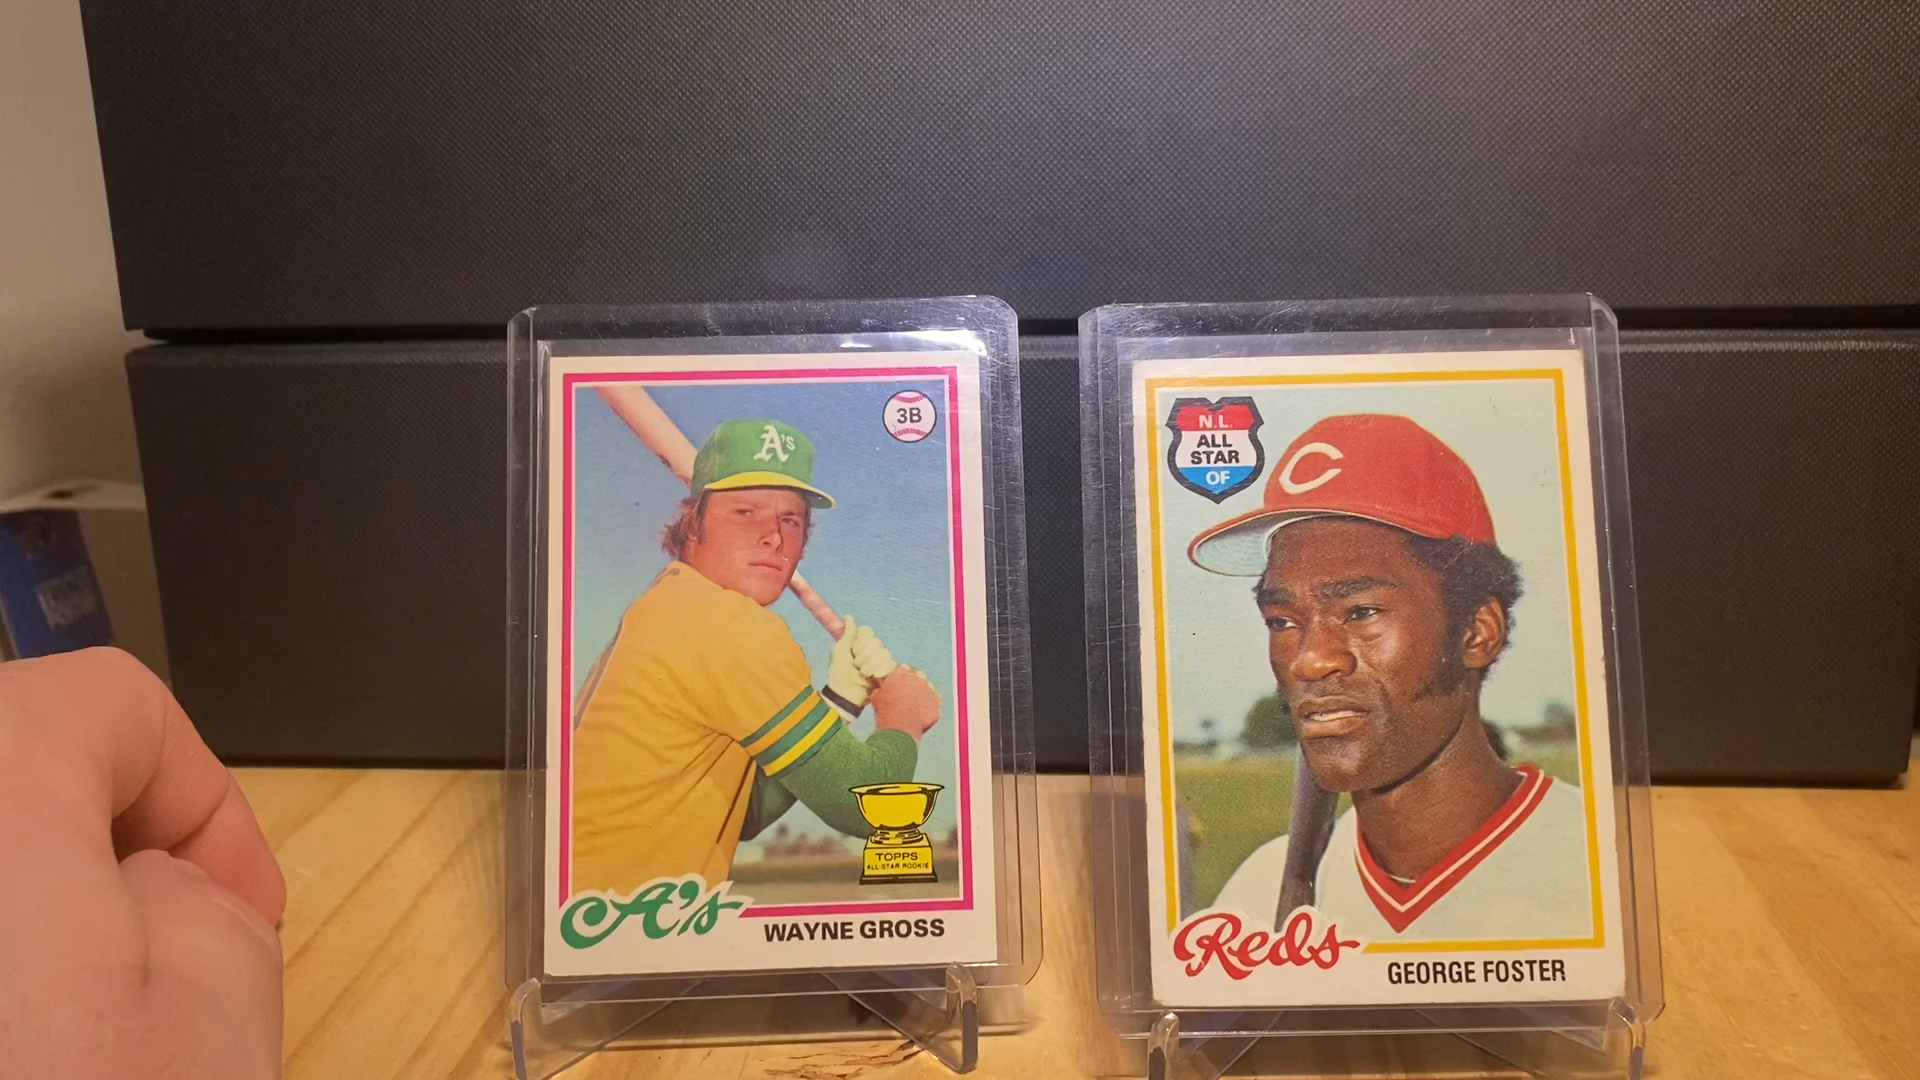 A's
3B
TOPPS
ALL-STAR ROOKIE
A's
WAYNE GROSS
N.L.
ALL
STAR
OF
C
Reds
GEORGE FOSTER